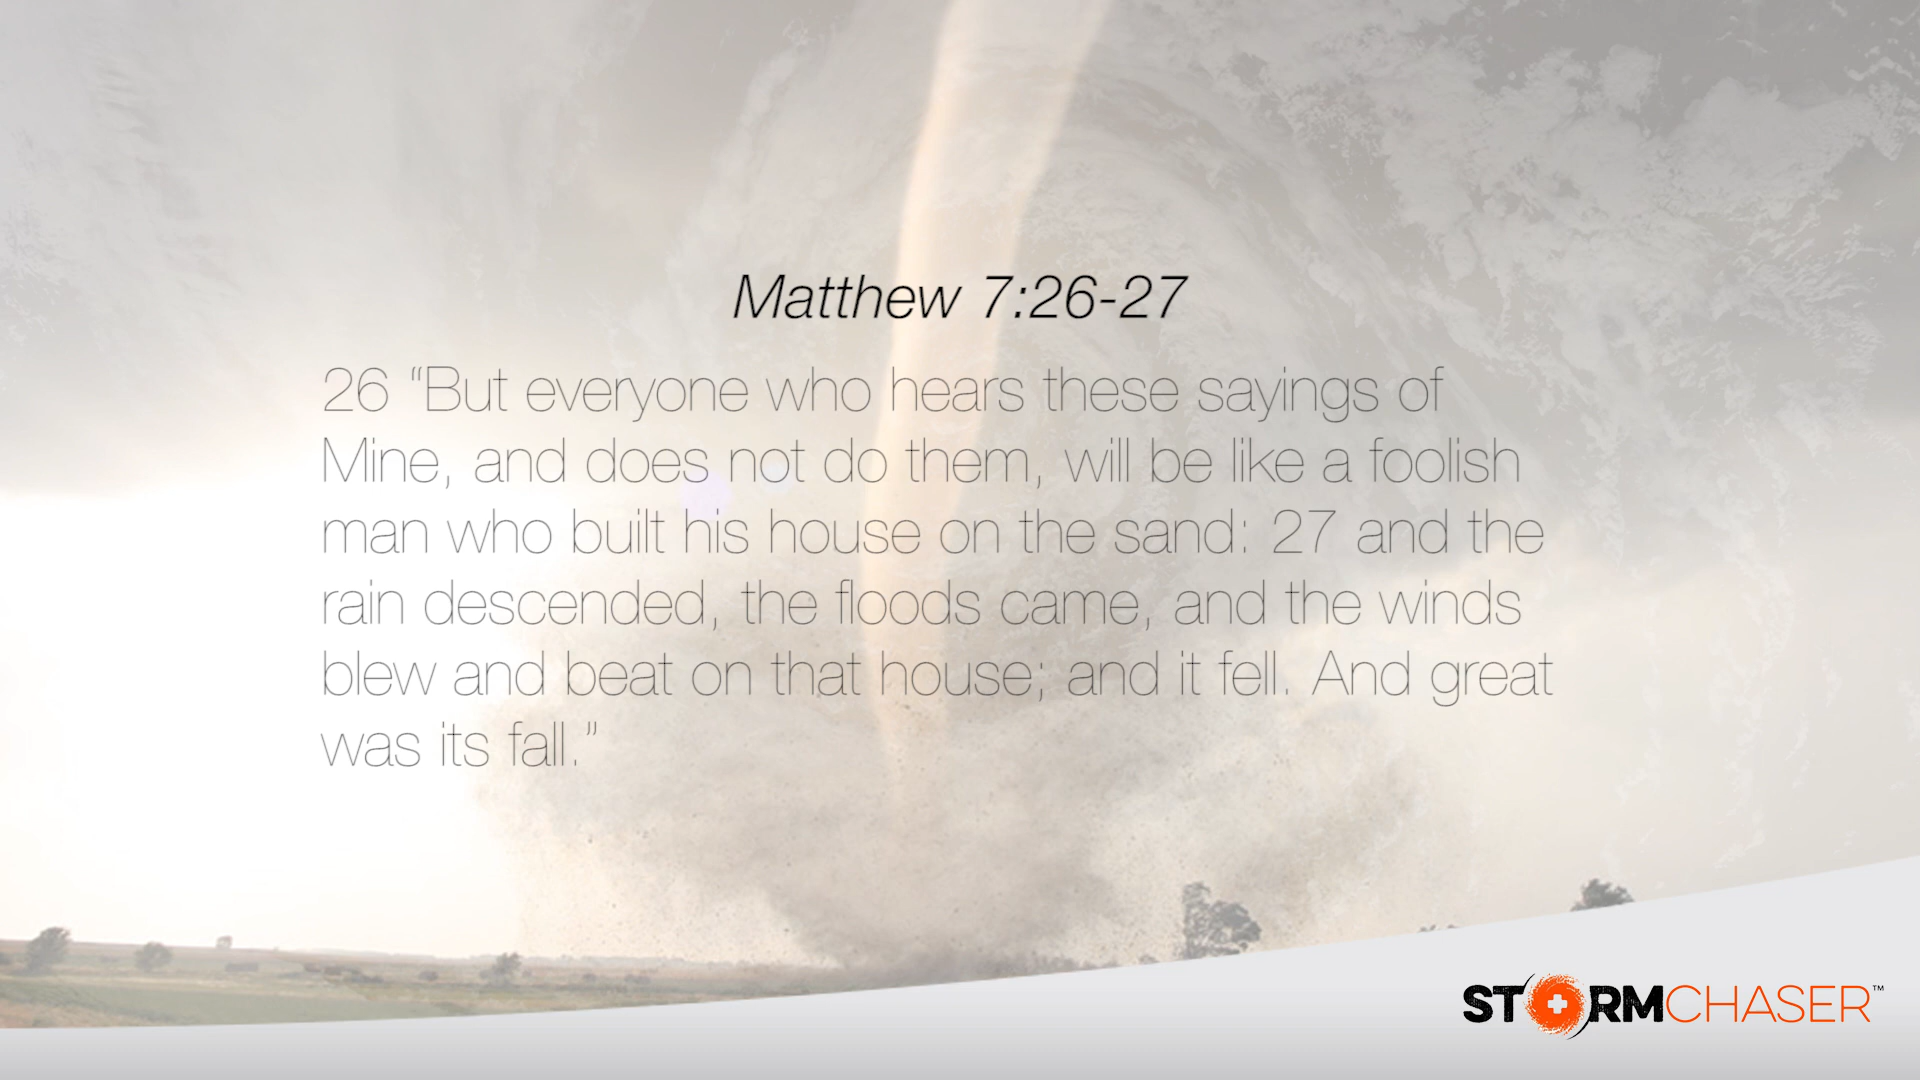 Matthew 7:26-27
26 “But everyone who hears these sayings of
Mine, and does not do them, will be like a foolish
man who built his house on the sand: 27 and the
rain descended, the floods came, and the winds
blew and beat on that house; and it fell. And great
was its fall.”
STORMCHASER™